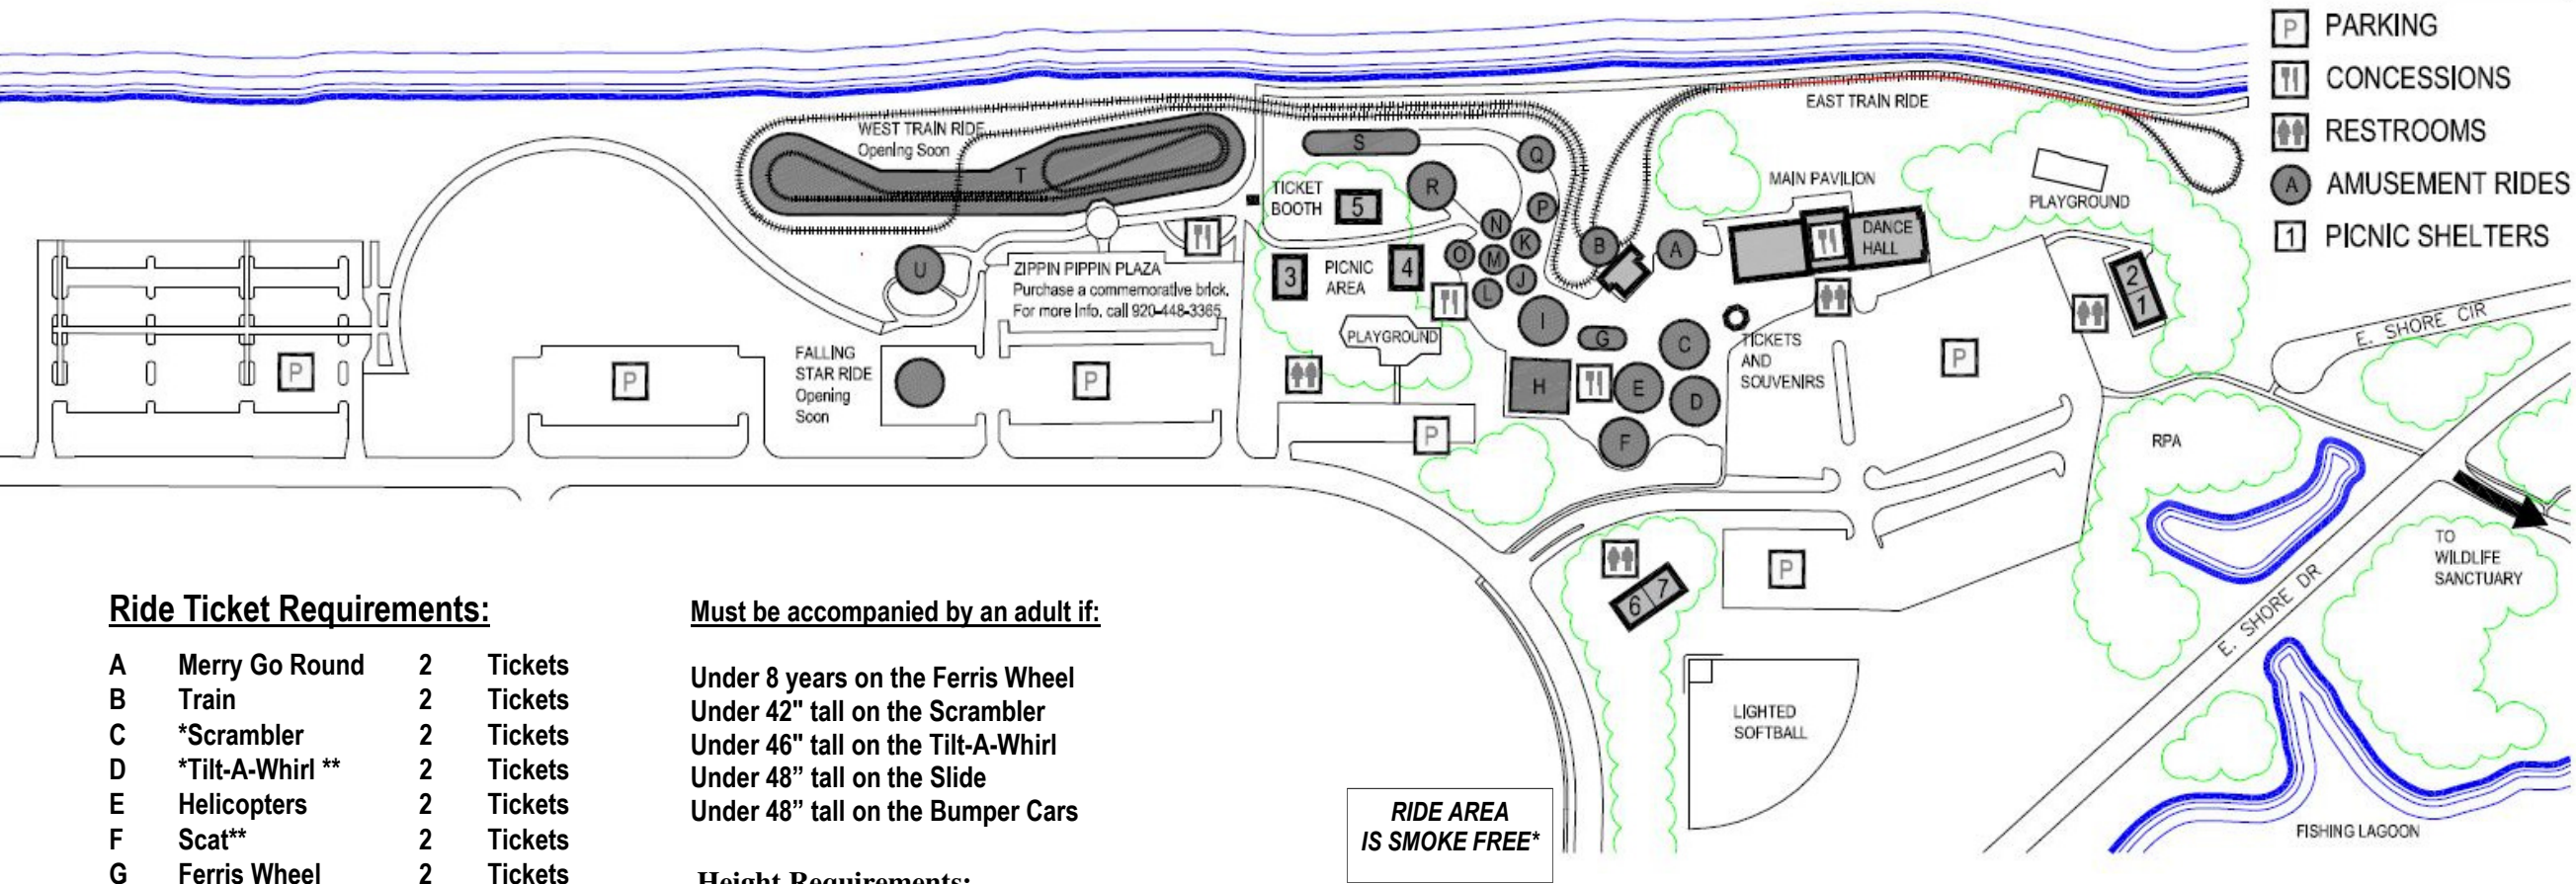 P PARKING
CONCESSIONS
RESTROOMS
A AMUSEMENT RIDES
1 PICNIC SHELTERS
WEST TRAIN RIDE
Opening Soon
T
S
Q
R
P
N
K
O
M
J
L
B
A
I
G
C
H
E
D
F
U
EAST TRAIN RIDE
TICKET
BOOTH
5
3
PICNIC
AREA
4
PLAYGROUND
MAIN PAVILION
DANCE
HALL
PLAYGROUND
2
1
TICKETS
AND
SOUVENIRS
ZIPPIN PIPPIN PLAZA
Purchase a commemorative brick.
For more Info. call 920-448-3365
FALLING
STAR RIDE
Opening
Soon
P
P
P
P
P
P
E. SHORE CIR
RPA
E. SHORE DR
TO
WILDLIFE
SANCTUARY
6 7
LIGHTED
SOFTBALL
FISHING LAGOON
Ride Ticket Requirements:
A Merry Go Round 2 Tickets
B Train 2 Tickets
C *Scrambler 2 Tickets
D *Tilt-A-Whirl ** 2 Tickets
E Helicopters 2 Tickets
F Scat** 2 Tickets
G Ferris Wheel 2 Tickets
Must be accompanied by an adult if:
Under 8 years on the Ferris Wheel
Under 42" tall on the Scrambler
Under 46" tall on the Tilt-A-Whirl
Under 48” tall on the Slide
Under 48” tall on the Bumper Cars
Height Requirements:
RIDE AREA
IS SMOKE FREE*